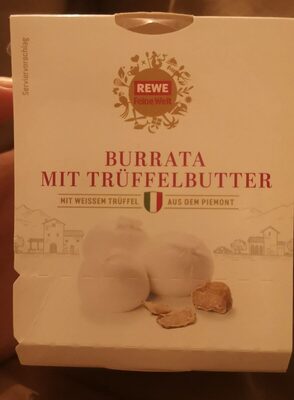 Serviervorschlag
REWE
Feine Welt
BURRATA
MIT TRÜFFELBUTTER
MIT WEISSEM TRÜFFEL AUS DEM PIEMONT